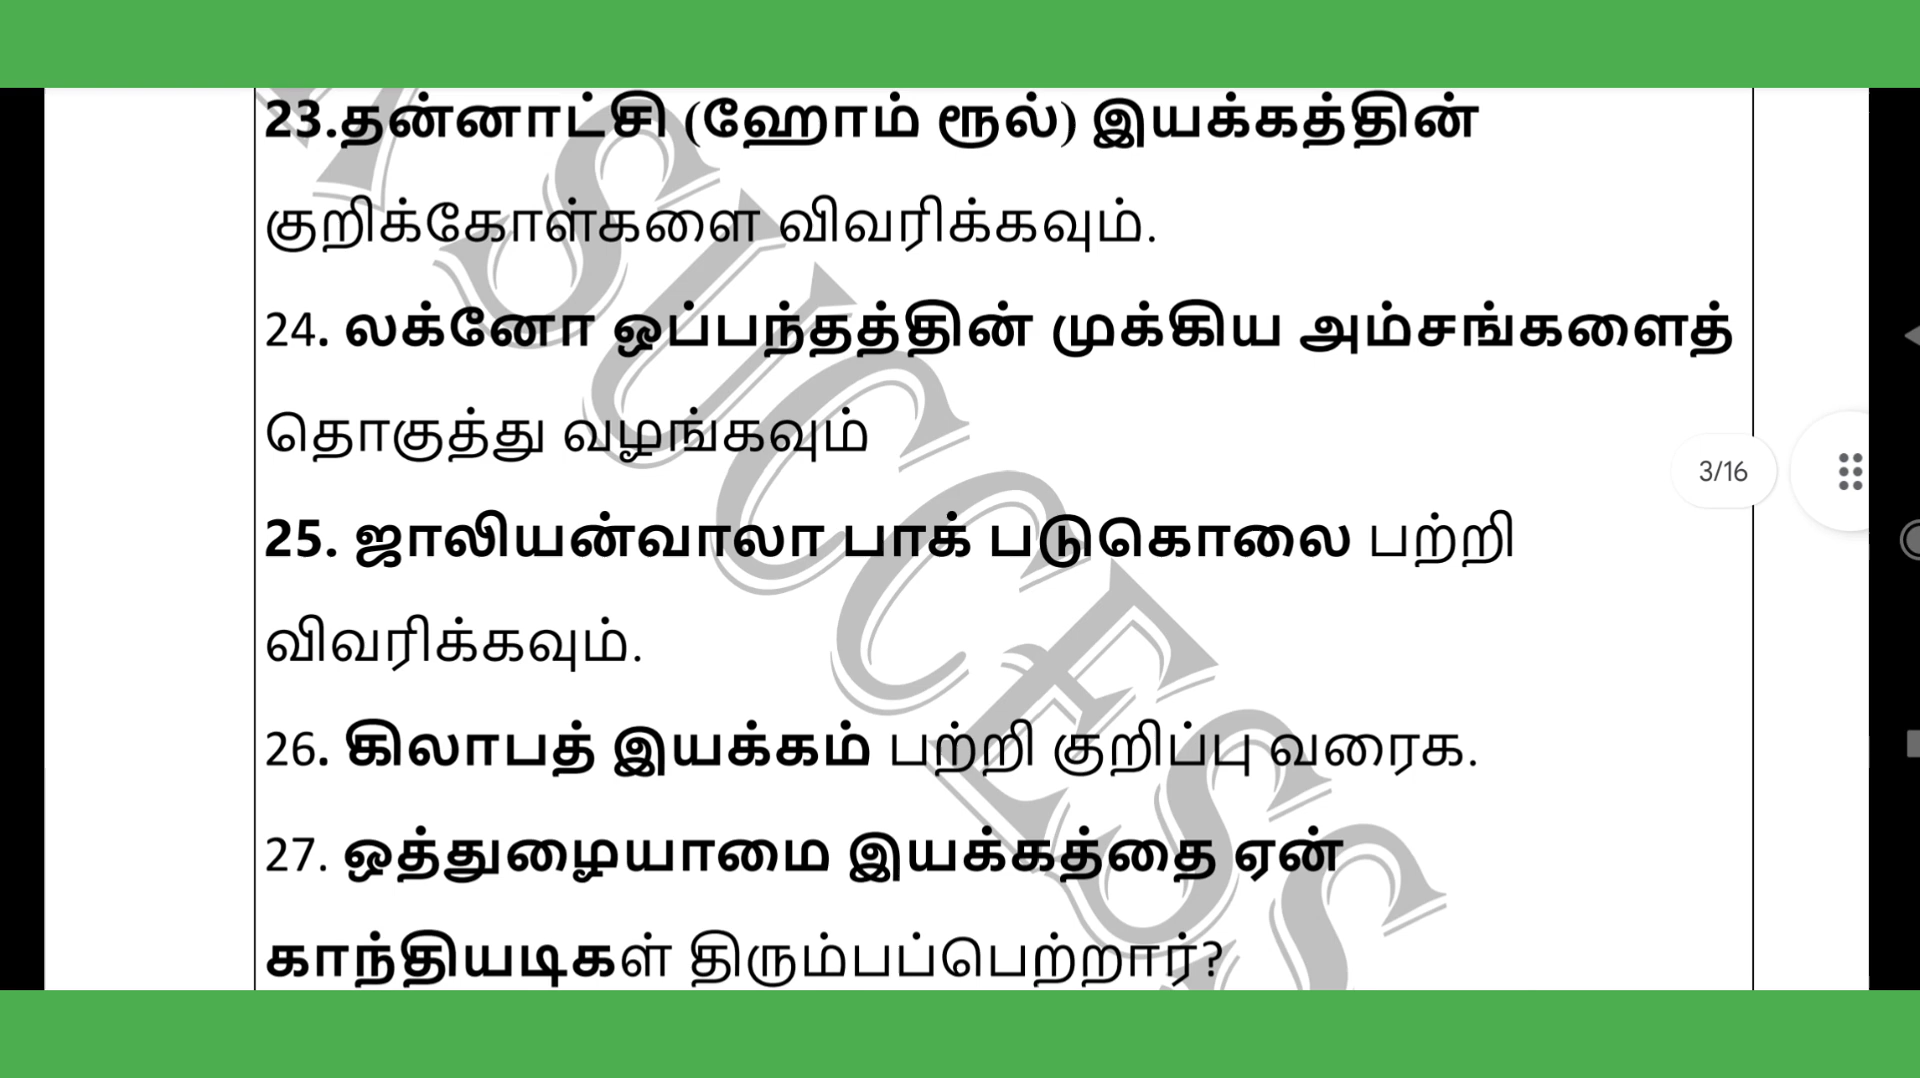 23.தன்னாட்சி (ஹோம் ரூல்) இயக்கத்தின்
குறிக்கோள்களை விவரிக்கவும்.
24. லக்னோ ஒப்பந்தத்தின் முக்கிய அம்சங்களைத்
தொகுத்து வழங்கவும்
3/16
25. ஜாலியன்வாலா பாக் படுகொலை பற்றி
விவரிக்கவும்.
26. கிலாபத் இயக்கம் பற்றி குறிப்பு வரைக.
27. ஒத்துழையாமை இயக்கத்தை ஏன்
காந்தியடிகள் திரும்பப்பெற்றார்?
SUCCESS